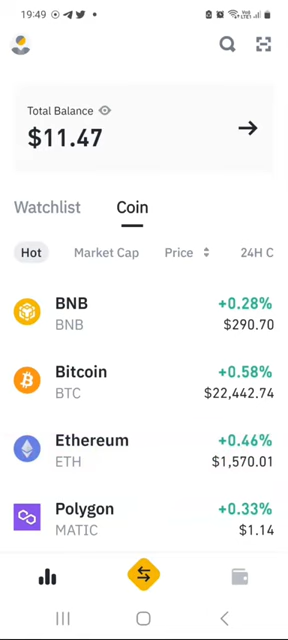 19:49
Total Balance
$11.47
Watchlist Coin
Hot Market Cap Price 24H C
BNB +0.28%
BNB $290.70
Bitcoin +0.58%
BTC $22,442.74
Ethereum +0.46%
ETH $1,570.01
Polygon +0.33%
MATIC $1.14